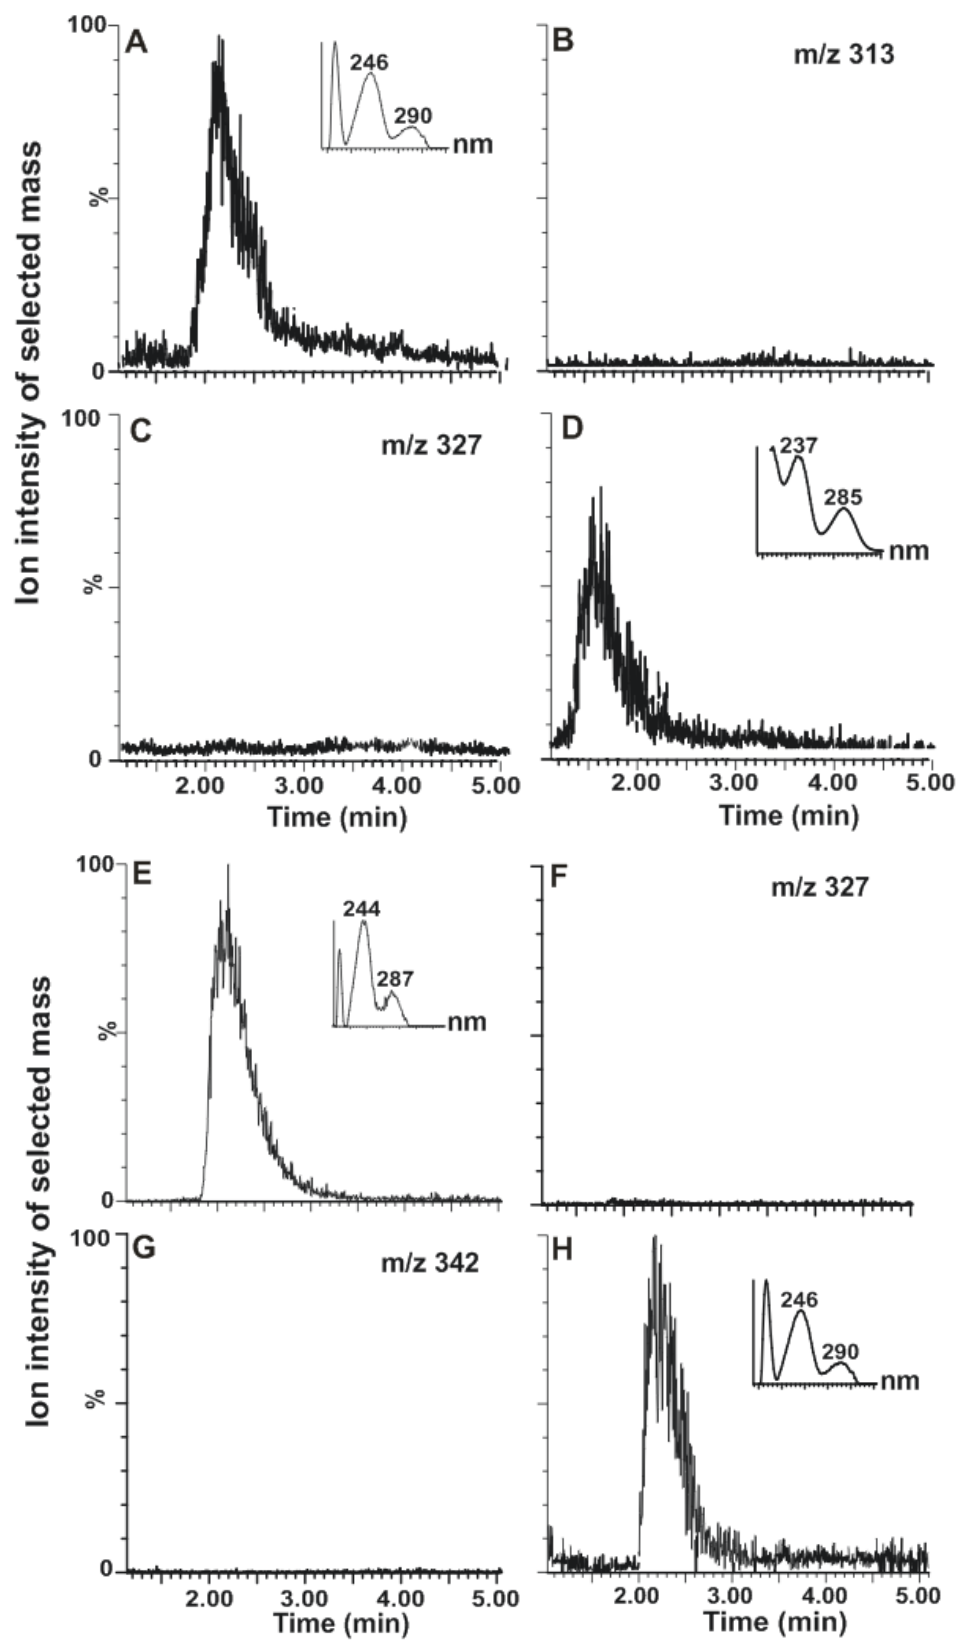 Ion intensity of selected mass
A
100
%
0
246
290
nm
B
m/z 313
C
100
%
0
m/z 327
2.00 3.00 4.00 5.00
Time (min)
D
237
285
nm
2.00 3.00 4.00 5.00
Time (min)
Ion intensity of selected mass
E
100
%
0
244
287
nm
F
m/z 327
G
100
%
0
m/z 342
2.00 3.00 4.00 5.00
Time (min)
H
246
290
nm
2.00 3.00 4.00 5.00
Time (min)